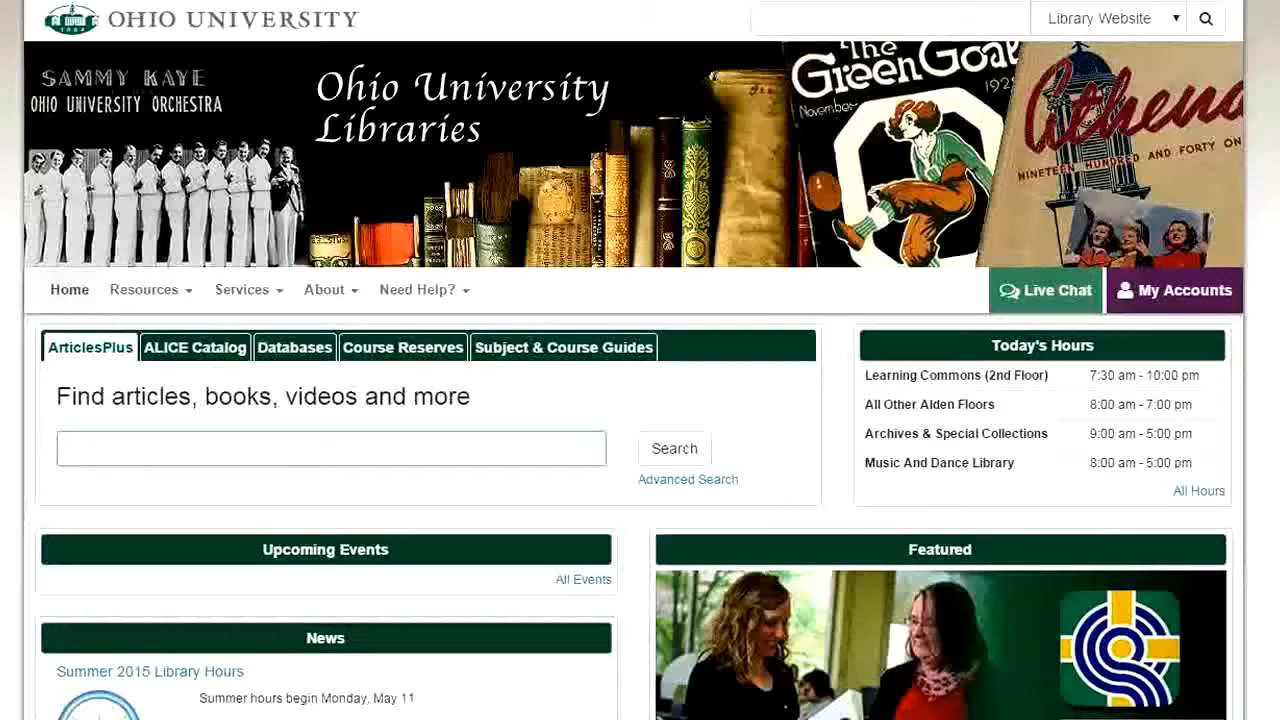 OHIO UNIVERSITY
1804
Library Website
SAMMY KAYE
OHIO UNIVERSITY ORCHESTRA
Ohio University
Libraries
The
Green Goat
November
Athena
NINETEEN HUNDRED AND FORTY ON
Home
Resources
Services
About
Need Help?
Live Chat
My Accounts
ArticlesPlus
ALICE Catalog
Databases
Course Reserves
Subject & Course Guides
Find articles, books, videos and more
Search
Advanced Search
Today's Hours
Learning Commons (2nd Floor) 7:30 am - 10:00 pm
All Other Alden Floors 8:00 am - 7:00 pm
Archives & Special Collections 9:00 am - 5:00 pm
Music And Dance Library 8:00 am - 5:00 pm
All Hours
Upcoming Events
All Events
News
Summer 2015 Library Hours
Summer hours begin Monday, May 11
Featured